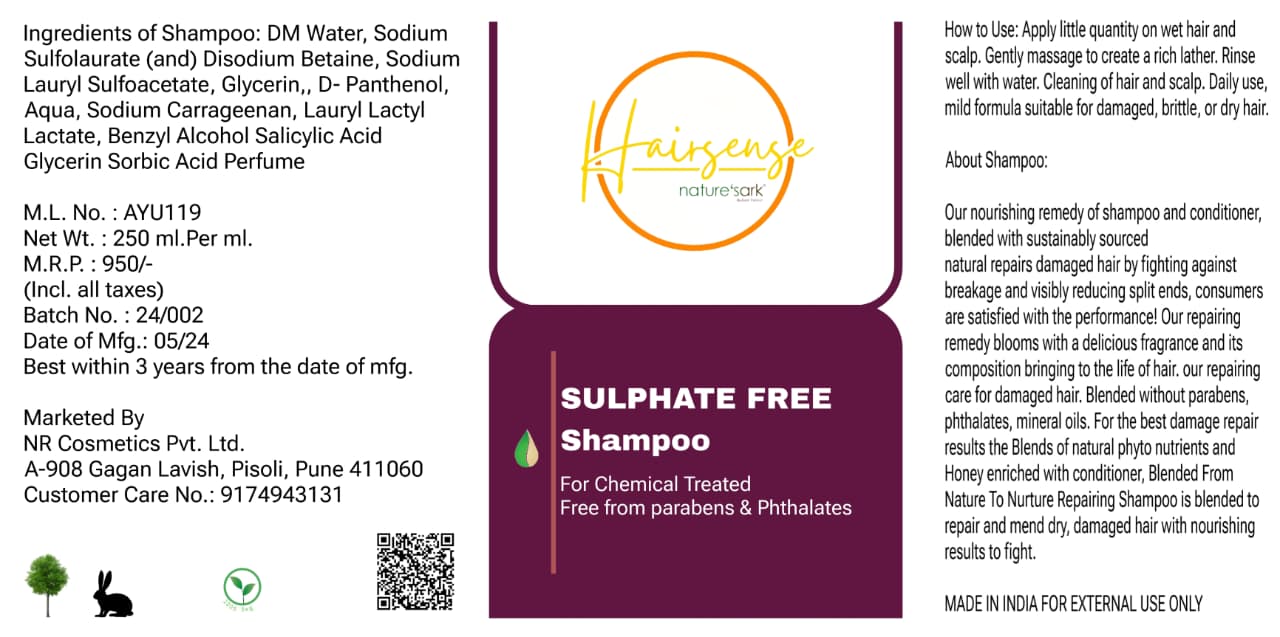 Ingredients of Shampoo: DM Water, Sodium
Sulfolaurate (and) Disodium Betaine, Sodium
Lauryl Sulfoacetate, Glycerin,, D- Panthenol,
Aqua, Sodium Carrageenan, Lauryl Lactyl
Lactate, Benzyl Alcohol Salicylic Acid
Glycerin Sorbic Acid Perfume
M.L. No. : AYU119
Net Wt. : 250 ml.Per ml.
M.R.P. : 950/-
(Incl. all taxes)
Batch No. : 24/002
Date of Mfg.: 05/24
Best within 3 years from the date of mfg.
Marketed By
NR Cosmetics Pvt. Ltd.
A-908 Gagan Lavish, Pisoli, Pune 411060
Customer Care No.: 9174943131
Hairsense
nature'sark
SULPHATE FREE
Shampoo
For Chemical Treated
Free from parabens & Phthalates
How to Use: Apply little quantity on wet hair and
scalp. Gently massage to create a rich lather. Rinse
well with water. Cleaning of hair and scalp. Daily use,
mild formula suitable for damaged, brittle, or dry hair.
About Shampoo:
Our nourishing remedy of shampoo and conditioner,
blended with sustainably sourced
natural repairs damaged hair by fighting against
breakage and visibly reducing split ends, consumers
are satisfied with the performance! Our repairing
remedy blooms with a delicious fragrance and its
composition bringing to the life of hair. our repairing
care for damaged hair. Blended without parabens,
phthalates, mineral oils. For the best damage repair
results the Blends of natural phyto nutrients and
Honey enriched with conditioner, Blended From
Nature To Nurture Repairing Shampoo is blended to
repair and mend dry, damaged hair with nourishing
results to fight.
MADE IN INDIA FOR EXTERNAL USE ONLY